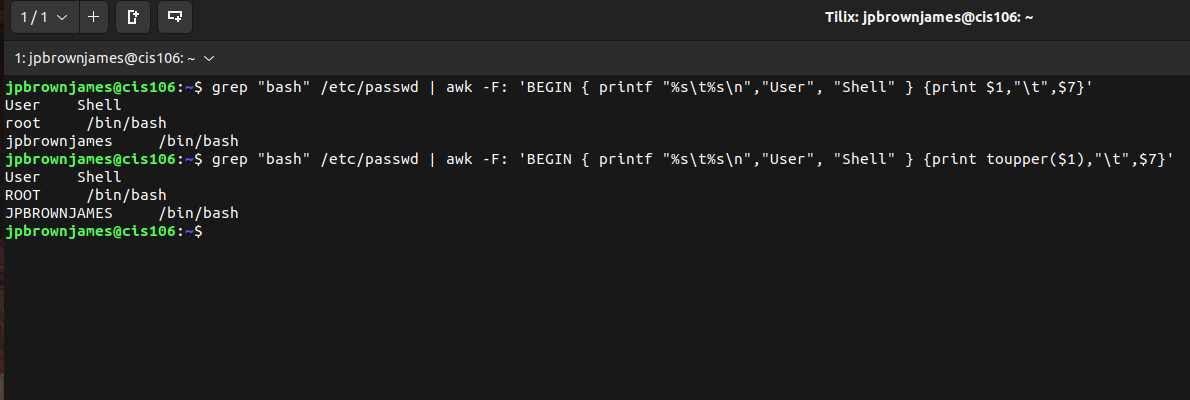 1 / 1
Tilix: jpbrownjames@cis106: ~
1: jpbrownjames@cis106: ~
jpbrownjames@cis106:~$ grep "bash" /etc/passwd | awk -F: 'BEGIN { printf "%s\t%s\n","User", "Shell" } {print $1,"\t",$7}'
User    Shell
root     /bin/bash
jpbrownjames     /bin/bash
jpbrownjames@cis106:~$ grep "bash" /etc/passwd | awk -F: 'BEGIN { printf "%s\t%s\n","User", "Shell" } {print toupper($1),"\t",$7}'
User    Shell
ROOT     /bin/bash
JPBROWNJAMES     /bin/bash
jpbrownjames@cis106:~$